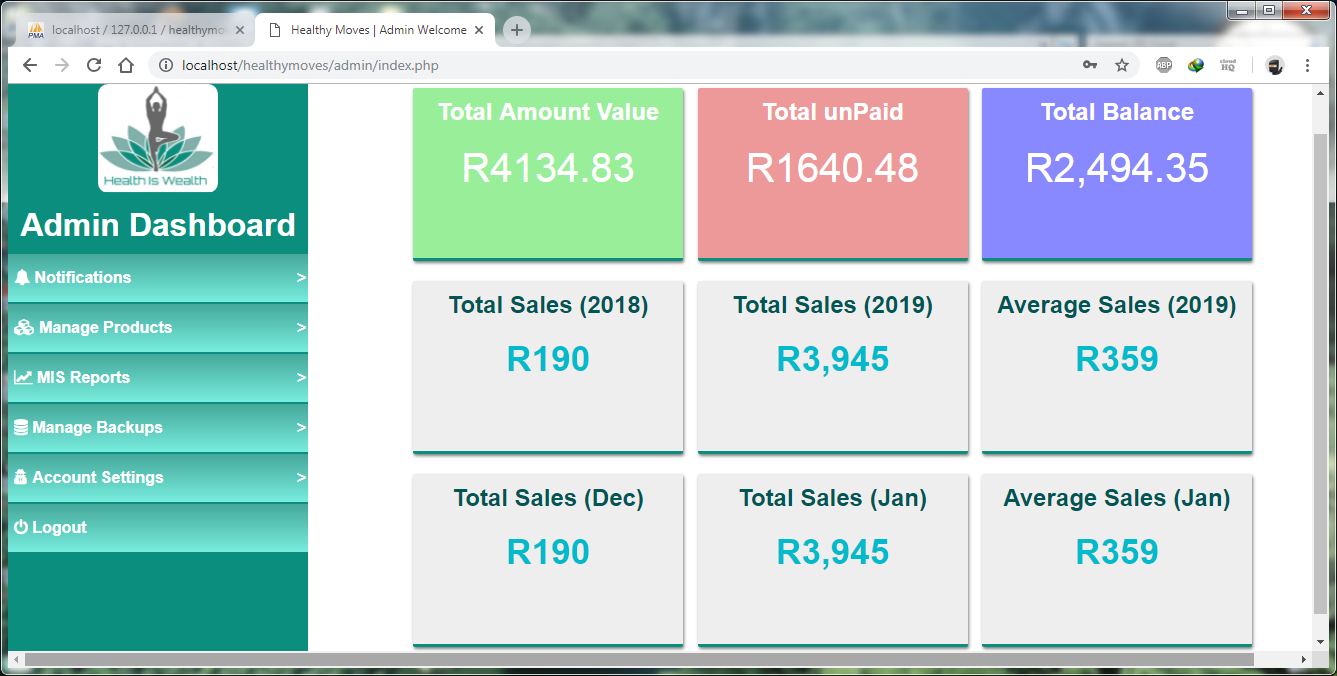 localhost / 127.0.0.1 / healthymo
Healthy Moves | Admin Welcome
localhost/healthymoves/admin/index.php
ABP
cloud
HQ
PMA
Health Is Wealth
Admin Dashboard
Notifications >
Manage Products >
MIS Reports >
Manage Backups >
Account Settings >
Logout
Total Amount Value
R4134.83
Total unPaid
R1640.48
Total Balance
R2,494.35
Total Sales (2018)
R190
Total Sales (2019)
R3,945
Average Sales (2019)
R359
Total Sales (Dec)
R190
Total Sales (Jan)
R3,945
Average Sales (Jan)
R359